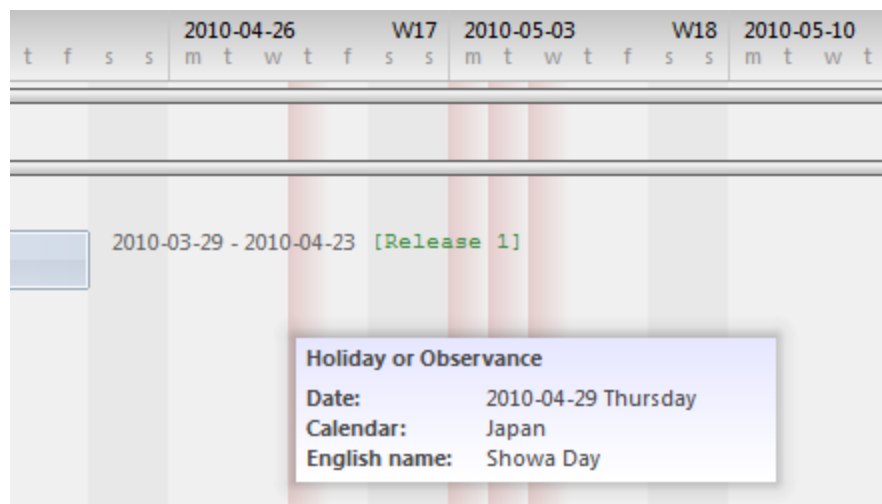 2010-04-26 W17 2010-05-03 W18 2010-05-10
t f s s m t w t f s s m t w t f s s m t w t
2010-03-29 - 2010-04-23 [Release 1]
Holiday or Observance
Date: 2010-04-29 Thursday
Calendar: Japan
English name: Showa Day